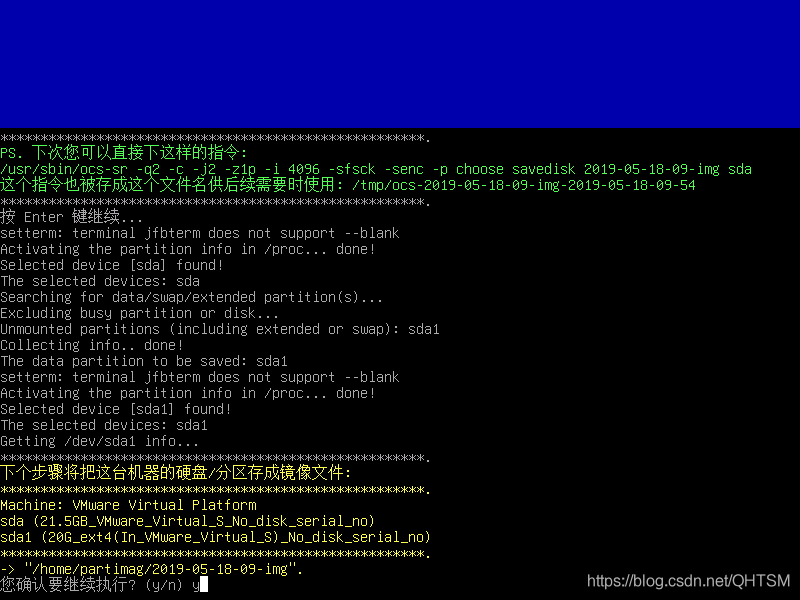 *****************************************************.
PS. 下次您可以直接下这样的指令:
/usr/sbin/ocs-sr -q2 -c -j2 -z1p -i 4096 -sfsck -senc -p choose savedisk 2019-05-18-09-img sda
这个指令也被存成这个文件名供后续需要时使用: /tmp/ocs-2019-05-18-09-img-2019-05-18-09-54
*****************************************************.
按 Enter 键继续...
setterm: terminal jfbterm does not support --blank
Activating the partition info in /proc... done!
Selected device [sda] found!
The selected devices: sda
Searching for data/swap/extended partition(s)...
Excluding busy partition or disk...
Unmounted partitions (including extended or swap): sda1
Collecting info.. done!
The data partition to be saved: sda1
setterm: terminal jfbterm does not support --blank
Activating the partition info in /proc... done!
Selected device [sda1] found!
The selected devices: sda1
Getting /dev/sda1 info...
*****************************************************.
下个步骤将把这台机器的硬盘/分区存成镜像文件:
*****************************************************.
Machine: VMware Virtual Platform
sda (21.5GB_VMware_Virtual_S_No_disk_serial_no)
sda1 (20G_ext4(In_VMware_Virtual_S)_No_disk_serial_no)
*****************************************************.
-> "/home/partimag/2019-05-18-09-img".
您确认要继续执行? (y/n) y
https://blog.csdn.net/QHTSM